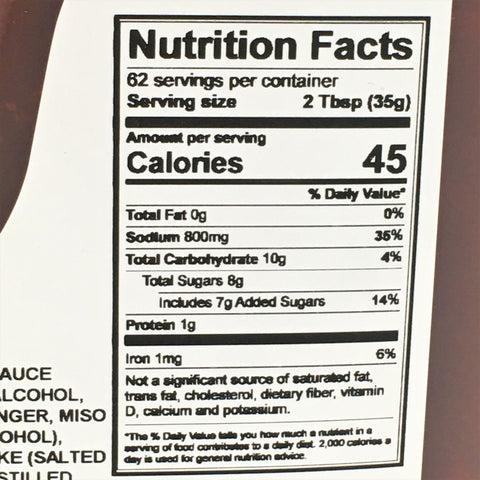 Nutrition Facts
62 servings per container
Serving size 2 Tbsp (35g)
Amount per serving
Calories 45
% Daily Value*
Total Fat 0g 0%
Sodium 800mg 35%
Total Carbohydrate 10g 4%
Total Sugars 8g
Includes 7g Added Sugars 14%
Protein 1g
Iron 1mg 6%
Not a significant source of saturated fat,
trans fat, cholesterol, dietary fiber, vitamin
D, calcium and potassium.
*The % Daily Value tells you how much a nutrient in a
serving of food contributes to a daily diet. 2,000 calories a
day is used for general nutrition advice.
AUCE
LCOHOL,
NGER, MISO
OHOL),
KE (SALTED
STILLED